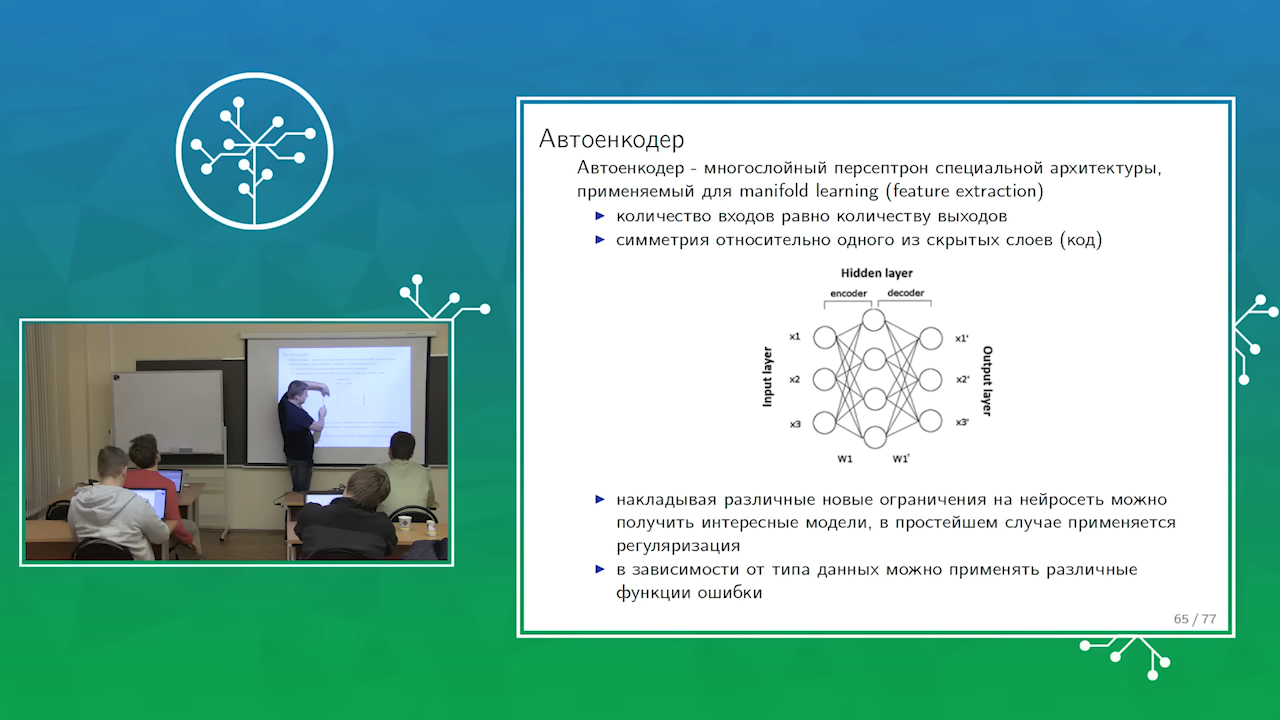 Автоенкодер
Автоенкодер - многослойный персептрон специальной архитектуры,
применяемый для manifold learning (feature extraction)
количество входов равно количеству выходов
симметрия относительно одного из скрытых слоев (код)
Hidden layer
encoder decoder
Input layer
x1
x2
x3
x1'
x2'
x3'
Output layer
W1 W1ᵀ
накладывая различные новые ограничения на нейросеть можно
получить интересные модели, в простейшем случае применяется
регуляризация
в зависимости от типа данных можно применять различные
функции ошибки
65 / 77